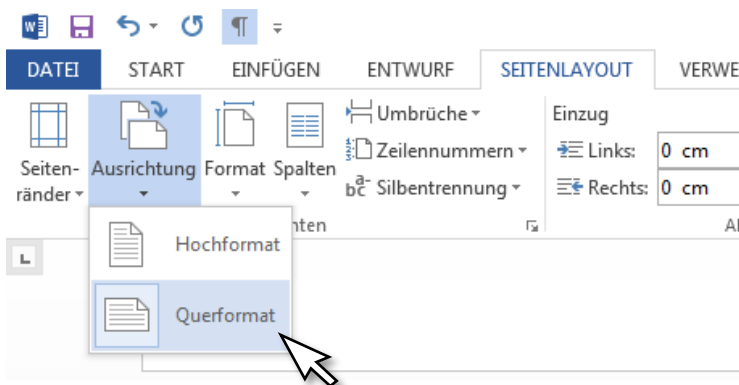 DATEI START EINFÜGEN ENTWURF SEITENLAYOUT VERWE
Seiten-
ränder
Ausrichtung
Format
Spalten
Umbrüche
Zeilennummern
Silbentrennung
Einzug
Links: 0 cm
Rechts: 0 cm
nten
A
Hochformat
Querformat